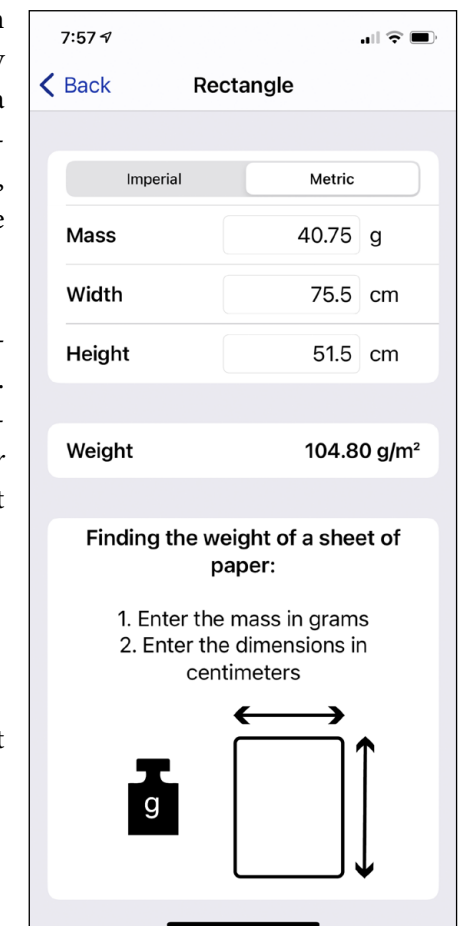 7:57
Back
Rectangle
Imperial Metric
Mass 40.75 g
Width 75.5 cm
Height 51.5 cm
Weight 104.80 g/m²
Finding the weight of a sheet of
paper:
1. Enter the mass in grams
2. Enter the dimensions in
centimeters
g